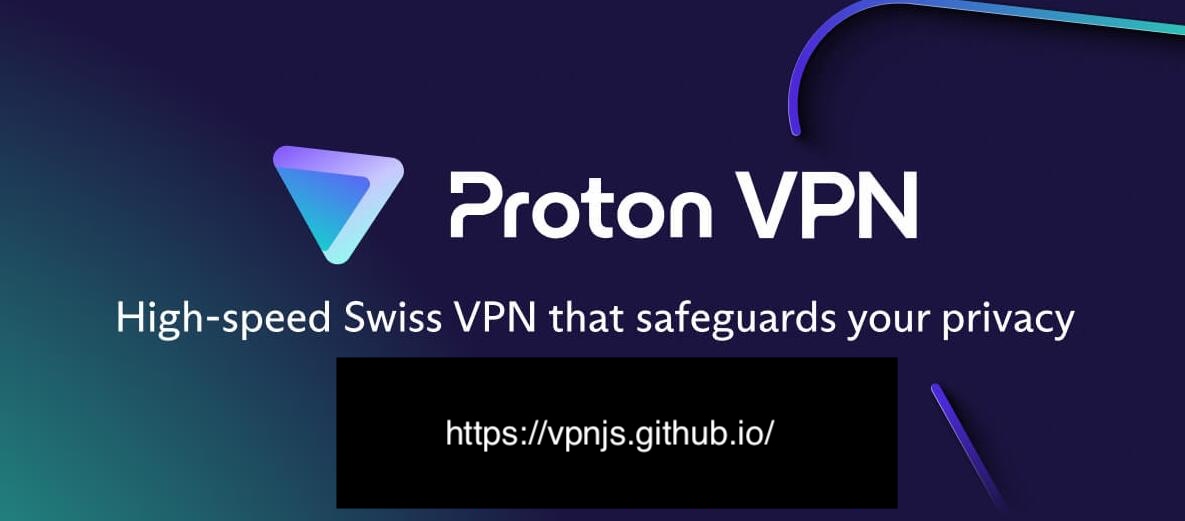 Proton VPN
High-speed Swiss VPN that safeguards your privacy
https://vpnjs.github.io/